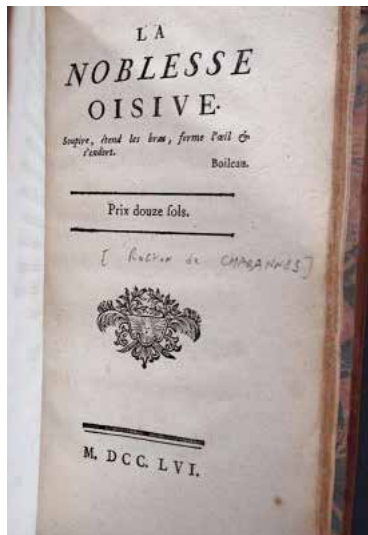 LA
NOBLESSE
OISIVE.
Soupire, étend les bras, ferme l'œil &
s'endort.
Boileau.
Prix douze sols.
[ Rochon de CHABANNES]
M. DCC. LVI.